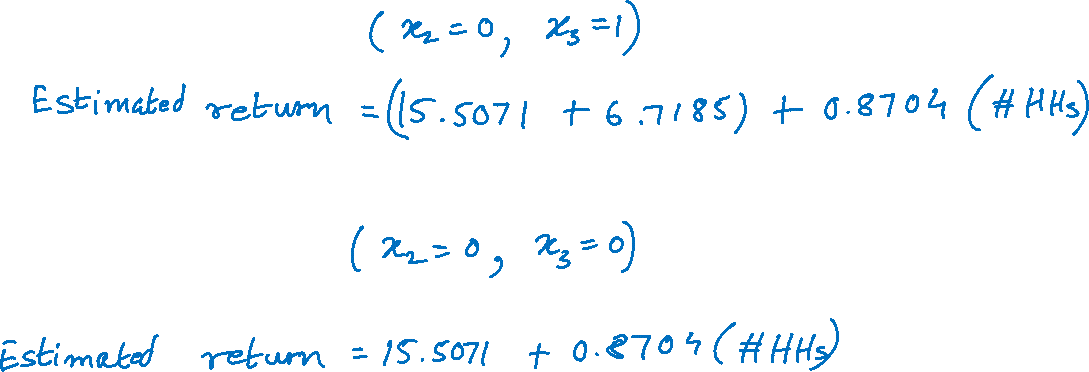 ( x₂ = 0, x₃ = 1)
Estimated return = (15.5071 + 6.7185) + 0.8704 (# HHs)
( x₂ = 0, x₃ = 0)
Estimated return = 15.5071 + 0.8704 (# HHs)